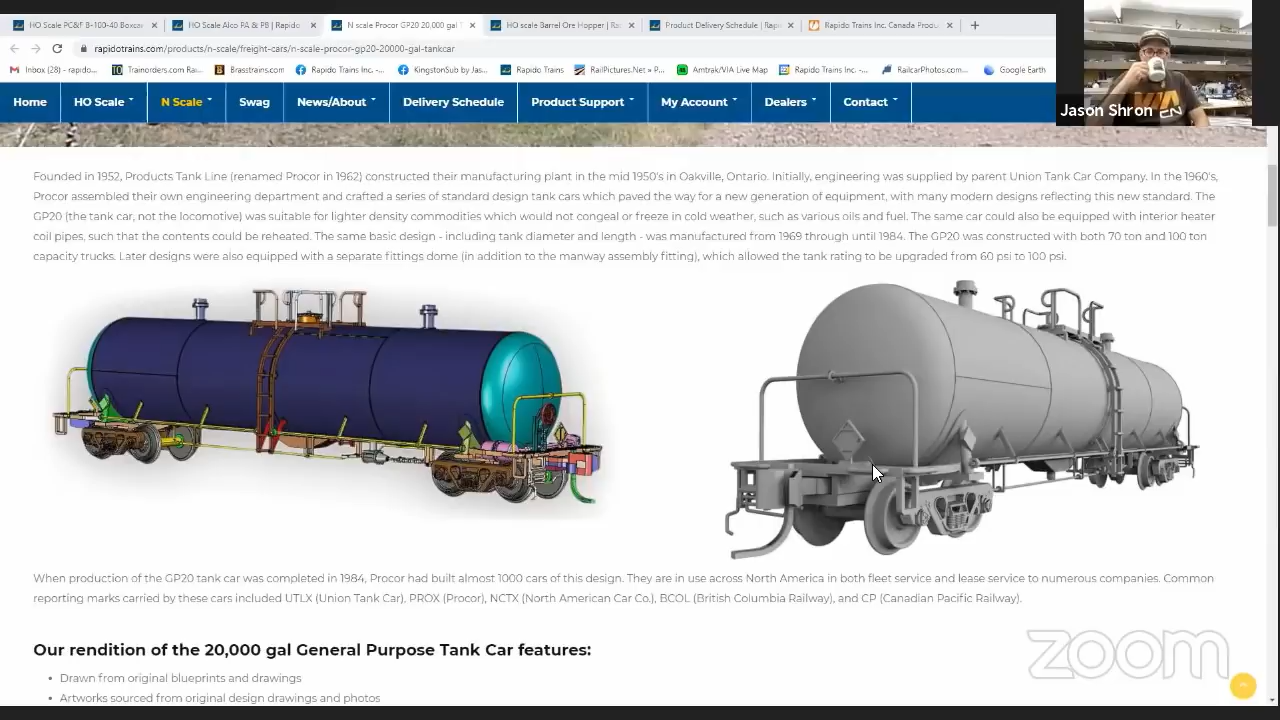 HO Scale PC&F B-100-40 Boxcar
HO Scale Alco PA & PB | Rapido
N scale Procor GP20 20,000 gal T
HO scale Barrel Ore Hopper | Ra
Product Delivery Schedule | Rapi
Rapido Trains Inc. Canada Produ
rapidotrains.com/products/n-scale/freight-cars/n-scale-procor-gp20-20000-gal-tankcar
Inbox (28) - rapido...
Trainorders.com Rai...
Brasstrains.com
Rapido Trains Inc. -...
KingstonSub by Jas...
Rapido Trains
RailPictures.Net » P...
Amtrak/VIA Live Map
Rapido Trains Inc. -...
RailcarPhotos.com...
Google Earth
Home
HO Scale
N Scale
Swag
News/About
Delivery Schedule
Product Support
My Account
Dealers
Contact
VIA
Jason Shron
Founded in 1952, Products Tank Line (renamed Procor in 1962) constructed their manufacturing plant in the mid 1950's in Oakville, Ontario. Initially, engineering was supplied by parent Union Tank Car Company. In the 1960's,
Procor assembled their own engineering department and crafted a series of standard design tank cars which paved the way for a new generation of equipment, with many modern designs reflecting this new standard. The
GP20 (the tank car, not the locomotive) was suitable for lighter density commodities which would not congeal or freeze in cold weather, such as various oils and fuel. The same car could also be equipped with interior heater
coil pipes, such that the contents could be reheated. The same basic design - including tank diameter and length - was manufactured from 1969 through until 1984. The GP20 was constructed with both 70 ton and 100 ton
capacity trucks. Later designs were also equipped with a separate fittings dome (in addition to the manway assembly fitting), which allowed the tank rating to be upgraded from 60 psi to 100 psi.
When production of the GP20 tank car was completed in 1984, Procor had built almost 1000 cars of this design. They are in use across North America in both fleet service and lease service to numerous companies. Common
reporting marks carried by these cars included UTLX (Union Tank Car), PROX (Procor), NCTX (North American Car Co.), BCOL (British Columbia Railway), and CP (Canadian Pacific Railway).
zoom
Our rendition of the 20,000 gal General Purpose Tank Car features:
• Drawn from original blueprints and drawings
• Artworks sourced from original design drawings and photos